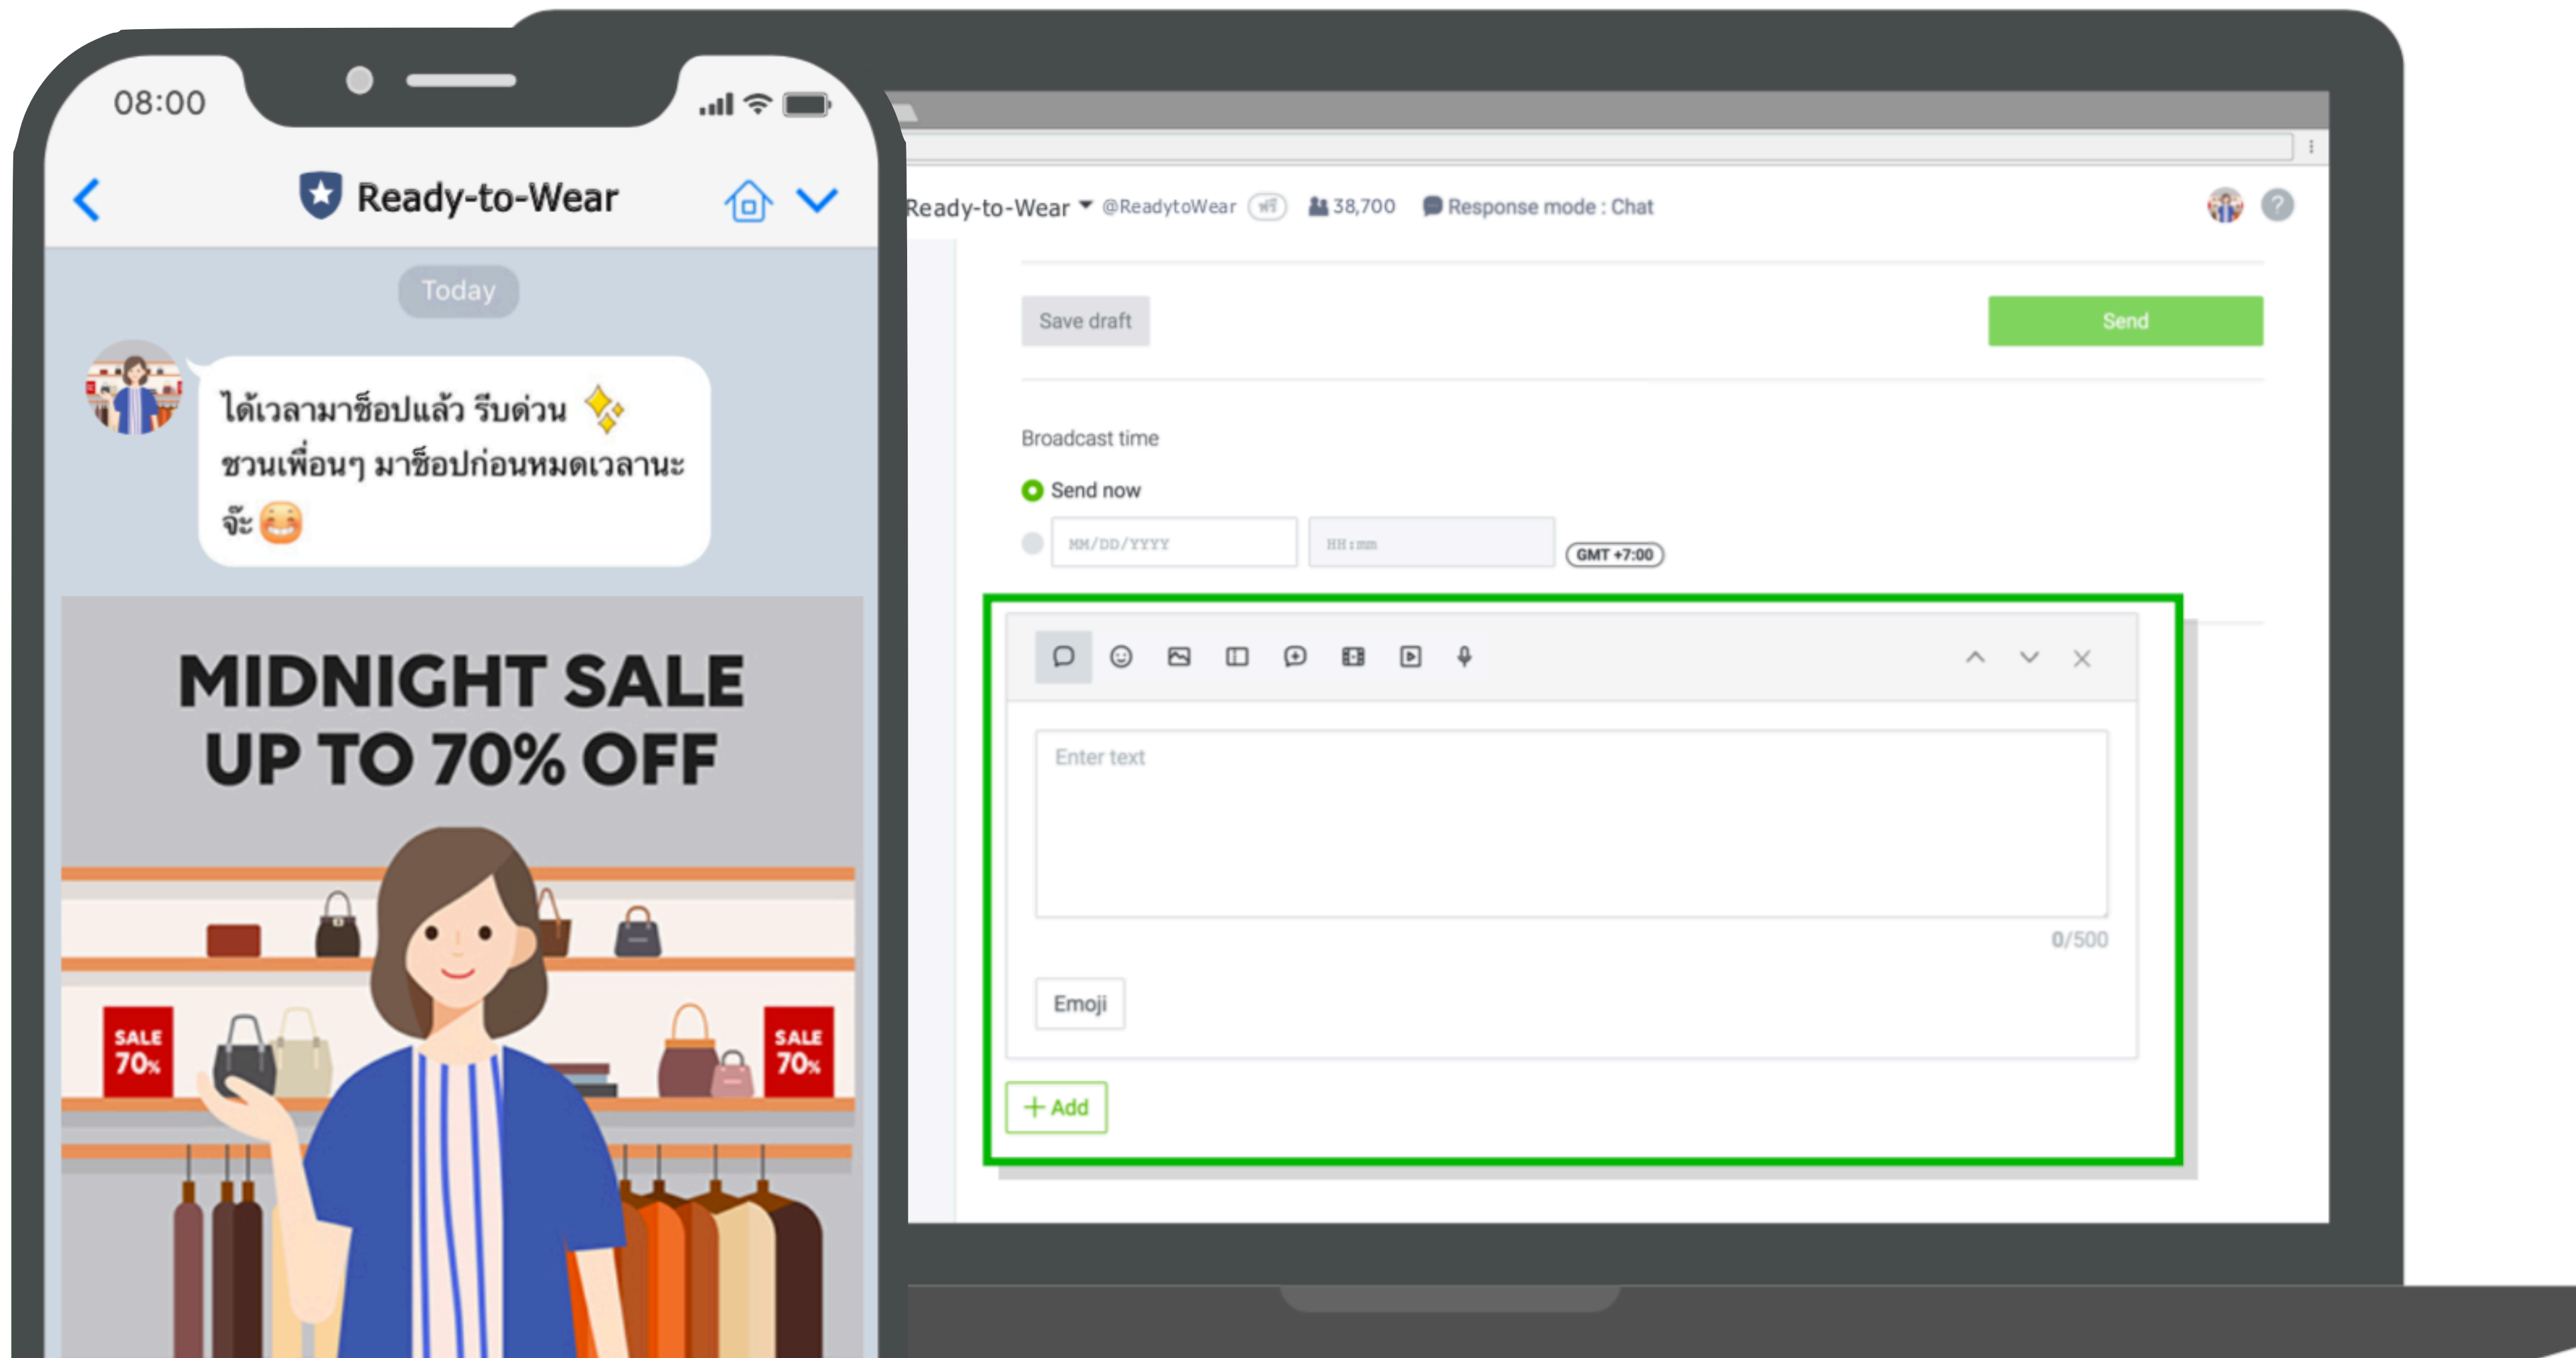 08:00
Ready-to-Wear
Today
ได้เวลามาช็อปแล้ว รีบด่วน
ชวนเพื่อนๆ มาช็อปก่อนหมดเวลานะ
จ๊ะ
MIDNIGHT SALE
UP TO 70% OFF
SALE
70%
SALE
70%
Ready-to-Wear @ReadytoWear ฟรี 38,700 Response mode : Chat ?
Save draft
Send
Broadcast time
Send now
MM/DD/YYYY HH:mm GMT +7:00
Enter text
0/500
Emoji
+ Add